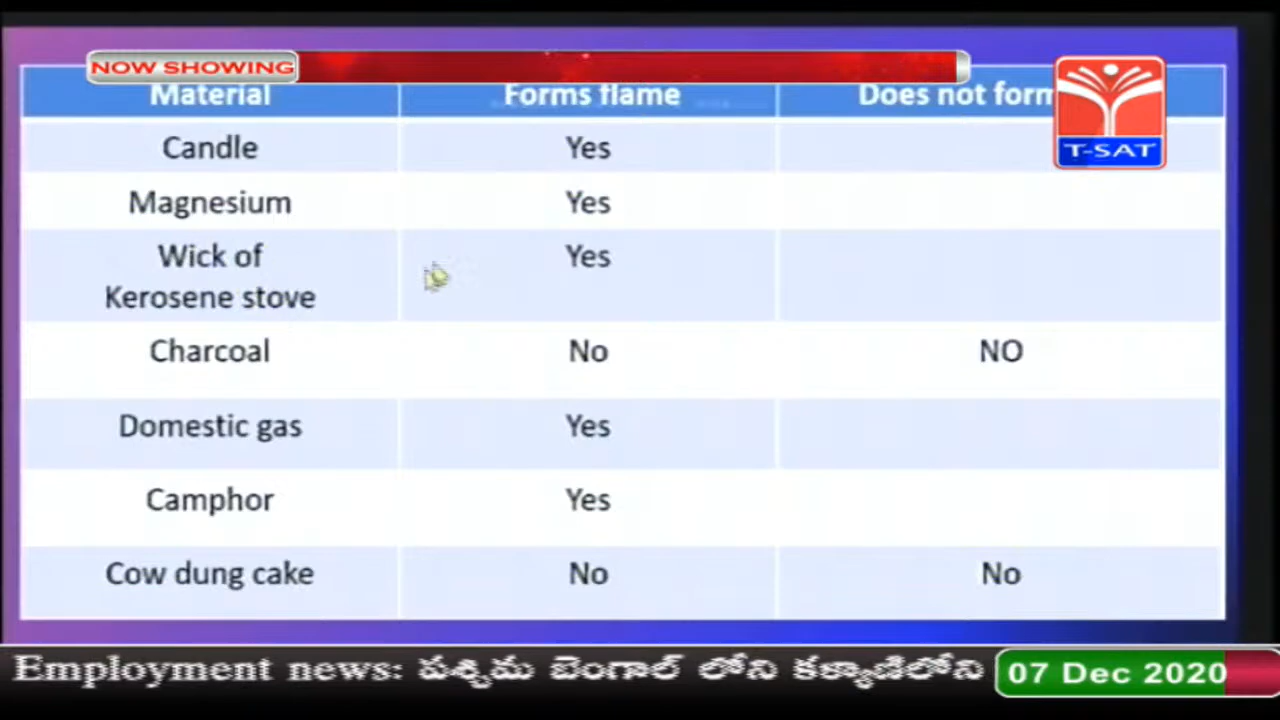 NOW SHOWING
Material Forms flame Does not form
T-SAT
Candle Yes
Magnesium Yes
Wick of Yes
Kerosene stove
Charcoal No NO
Domestic gas Yes
Camphor Yes
Cow dung cake No No
Employment news: పశ్చిమ బెంగాల్ లోని కళ్యాణిలోని
07 Dec 2020